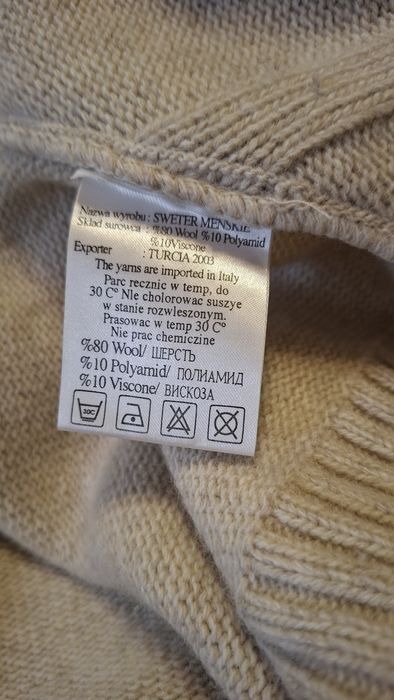 Nazwa wyrobu : SWETER MENSKIE
Sklad surowca : %80 Wool %10 Polyamid
%10Viscone
Exporter : TURCIA 2003
The yarns are imported in Italy
Parc recznic w temp, do
30 C° Nle cholorowac suszye
w stanie rozwleszonym.
Prasowac w temp 30 C°
Nie prac chemiczine
%80 Wool/ ШЕРСТЬ
%10 Polyamid/ ПОЛИАМИД
%10 Viscone/ ВИСКОЗА
30C